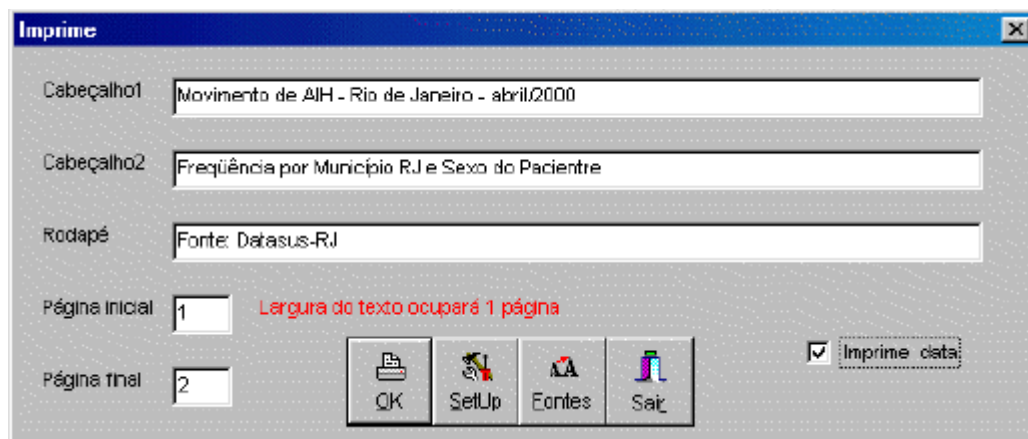 Imprime
Cabeçalho1
Movimento de AIH - Rio de Janeiro - abril/2000
Cabeçalho2
Freqüência por Município RJ e Sexo do Pacientre
Rodapé
Fonte: Datasus-RJ
Página inicial
1
Largura do texto ocupará 1 página
Página final
2
OK
SetUp
Fontes
Sair
Imprime data